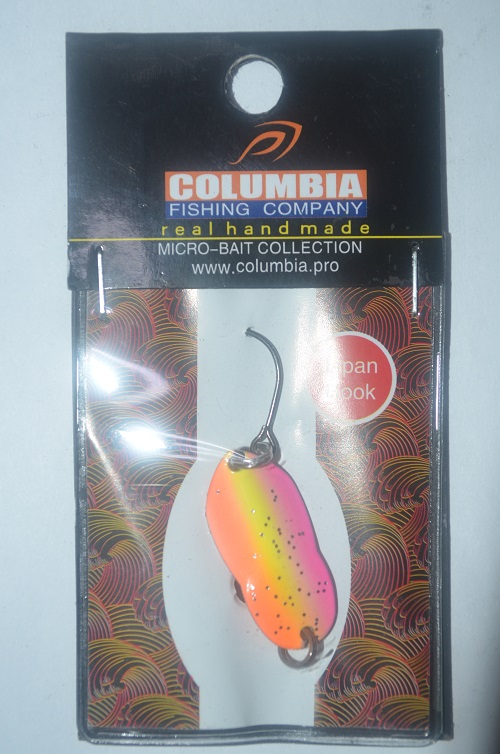 COLUMBIA
FISHING COMPANY
real hand made
MICRO-BAIT COLLECTION
www.columbia.pro